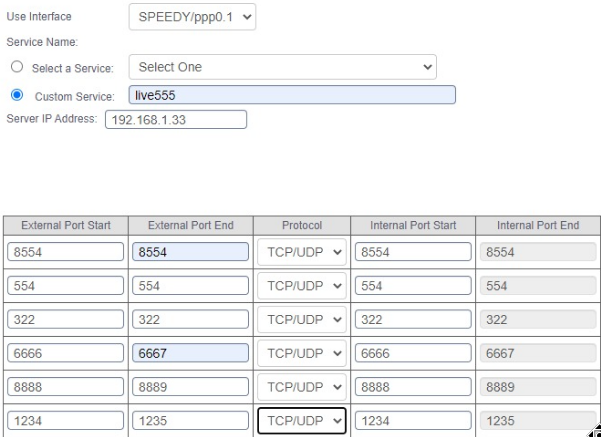 Use Interface SPEEDY/ppp0.1
Service Name:
Select a Service: Select One
Custom Service: live555
Server IP Address: 192.168.1.33
External Port Start External Port End Protocol Internal Port Start Internal Port End
8554 8554 TCP/UDP 8554 8554
554 554 TCP/UDP 554 554
322 322 TCP/UDP 322 322
6666 6667 TCP/UDP 6666 6667
8888 8889 TCP/UDP 8888 8889
1234 1235 TCP/UDP 1234 1235